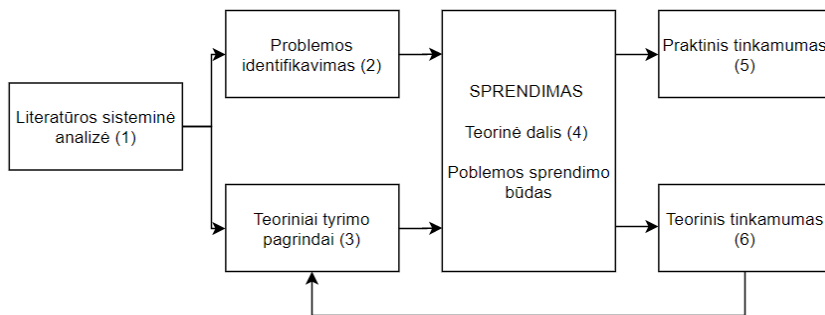 Literatūros sisteminė
analizė (1)
Problemos
identifikavimas (2)
Teoriniai tyrimo
pagrindai (3)
SPRENDIMAS
Teorinė dalis (4)
Poblemos sprendimo
būdas
Praktinis tinkamumas
(5)
Teorinis tinkamumas
(6)